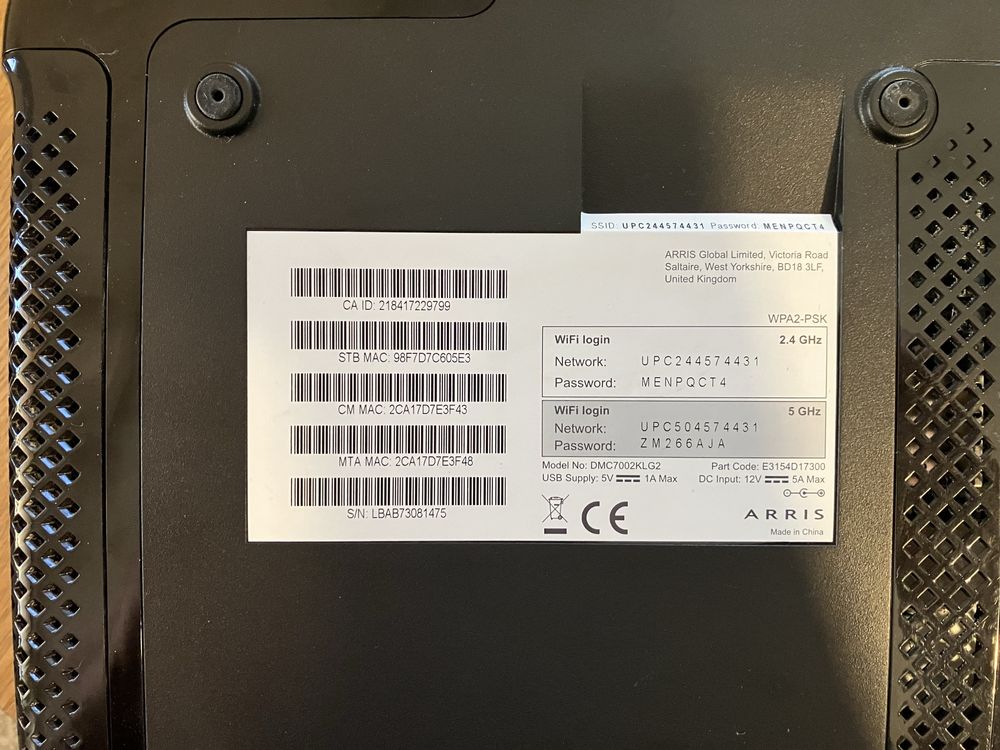 SSID: UPC244574431 Password: MENPQCT4
ARRIS Global Limited, Victoria Road
Saltaire, West Yorkshire, BD18 3LF,
United Kingdom
CA ID: 218417229799
STB MAC: 98F7D7C605E3
CM MAC: 2CA17D7E3F43
MTA MAC: 2CA17D7E3F48
S/N: LBAB73081475
WPA2-PSK
WiFi login 2.4 GHz
Network: UPC244574431
Password: MENPQCT4
WiFi login 5 GHz
Network: UPC504574431
Password: ZM266AJA
Model No: DMC7002KLG2 Part Code: E3154D17300
USB Supply: 5V 1A Max DC Input: 12V 5A Max
CE
ARRIS
Made in China